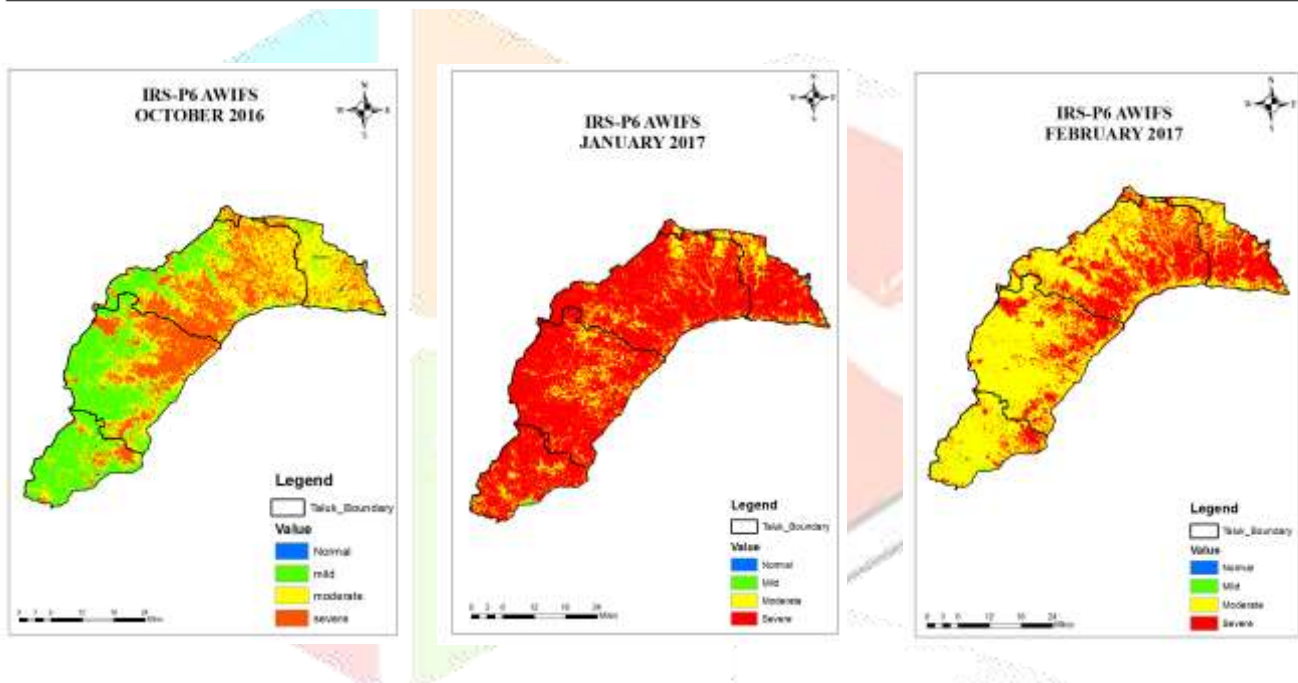 IRS-P6 AWIFS
OCTOBER 2016
N
Legend
Taluk_Boundary
Value
Normal
mild
moderate
severe
IRS-P6 AWIFS
JANUARY 2017
N
Legend
Taluk_Boundary
Value
Normal
Mild
Moderate
Severe
IRS-P6 AWIFS
FEBRUARY 2017
N
Legend
Taluk_Boundary
Value
Normal
Mild
Moderate
Severe